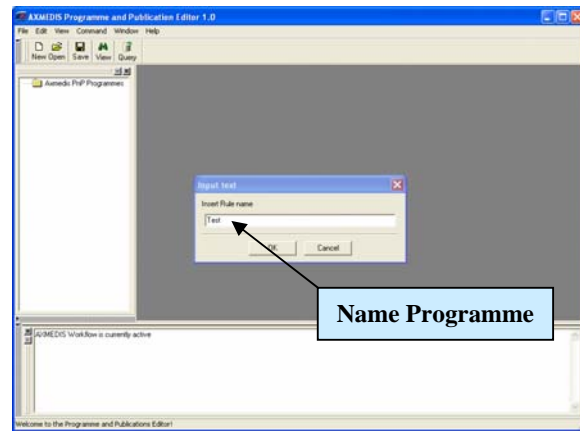 AXMEDIS Programme and Publication Editor 1.0
File Edit View Command Window Help
New Open Save View Query
Axmedis PnP Programmes
Input text
Insert Rule name
Test
OK Cancel
Name Programme
AXMEDIS Workflow is currently active
Welcome to the Programme and Publications Editor!